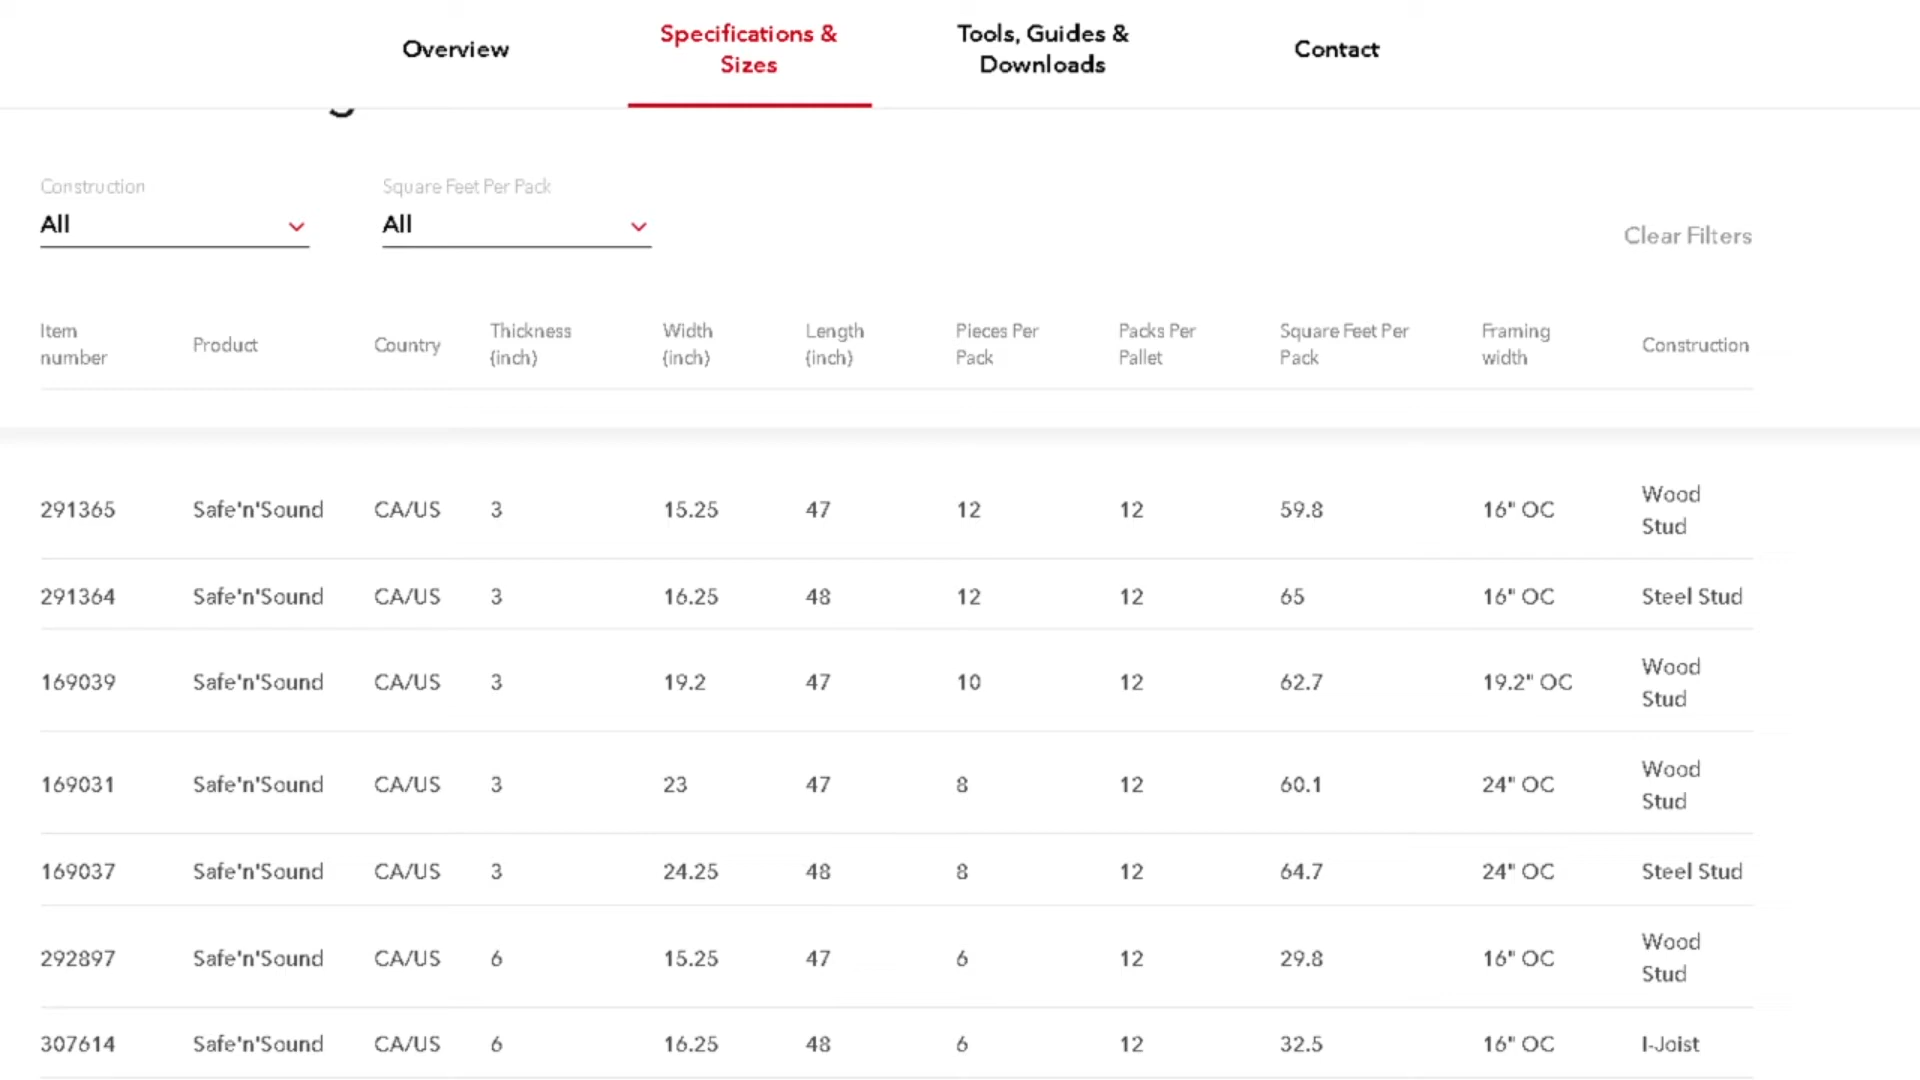 Overview
Specifications &
Sizes
Tools, Guides &
Downloads
Contact
Construction
All
Square Feet Per Pack
All
Clear Filters
Item
number
Product
Country
Thickness
(inch)
Width
(inch)
Length
(inch)
Pieces Per
Pack
Packs Per
Pallet
Square Feet Per
Pack
Framing
width
Construction
291365 Safe'n'Sound CA/US 3 15.25 47 12 12 59.8 16" OC Wood
Stud
291364 Safe'n'Sound CA/US 3 16.25 48 12 12 65 16" OC Steel Stud
169039 Safe'n'Sound CA/US 3 19.2 47 10 12 62.7 19.2" OC Wood
Stud
169031 Safe'n'Sound CA/US 3 23 47 8 12 60.1 24" OC Wood
Stud
169037 Safe'n'Sound CA/US 3 24.25 48 8 12 64.7 24" OC Steel Stud
292897 Safe'n'Sound CA/US 6 15.25 47 6 12 29.8 16" OC Wood
Stud
307614 Safe'n'Sound CA/US 6 16.25 48 6 12 32.5 16" OC I-Joist